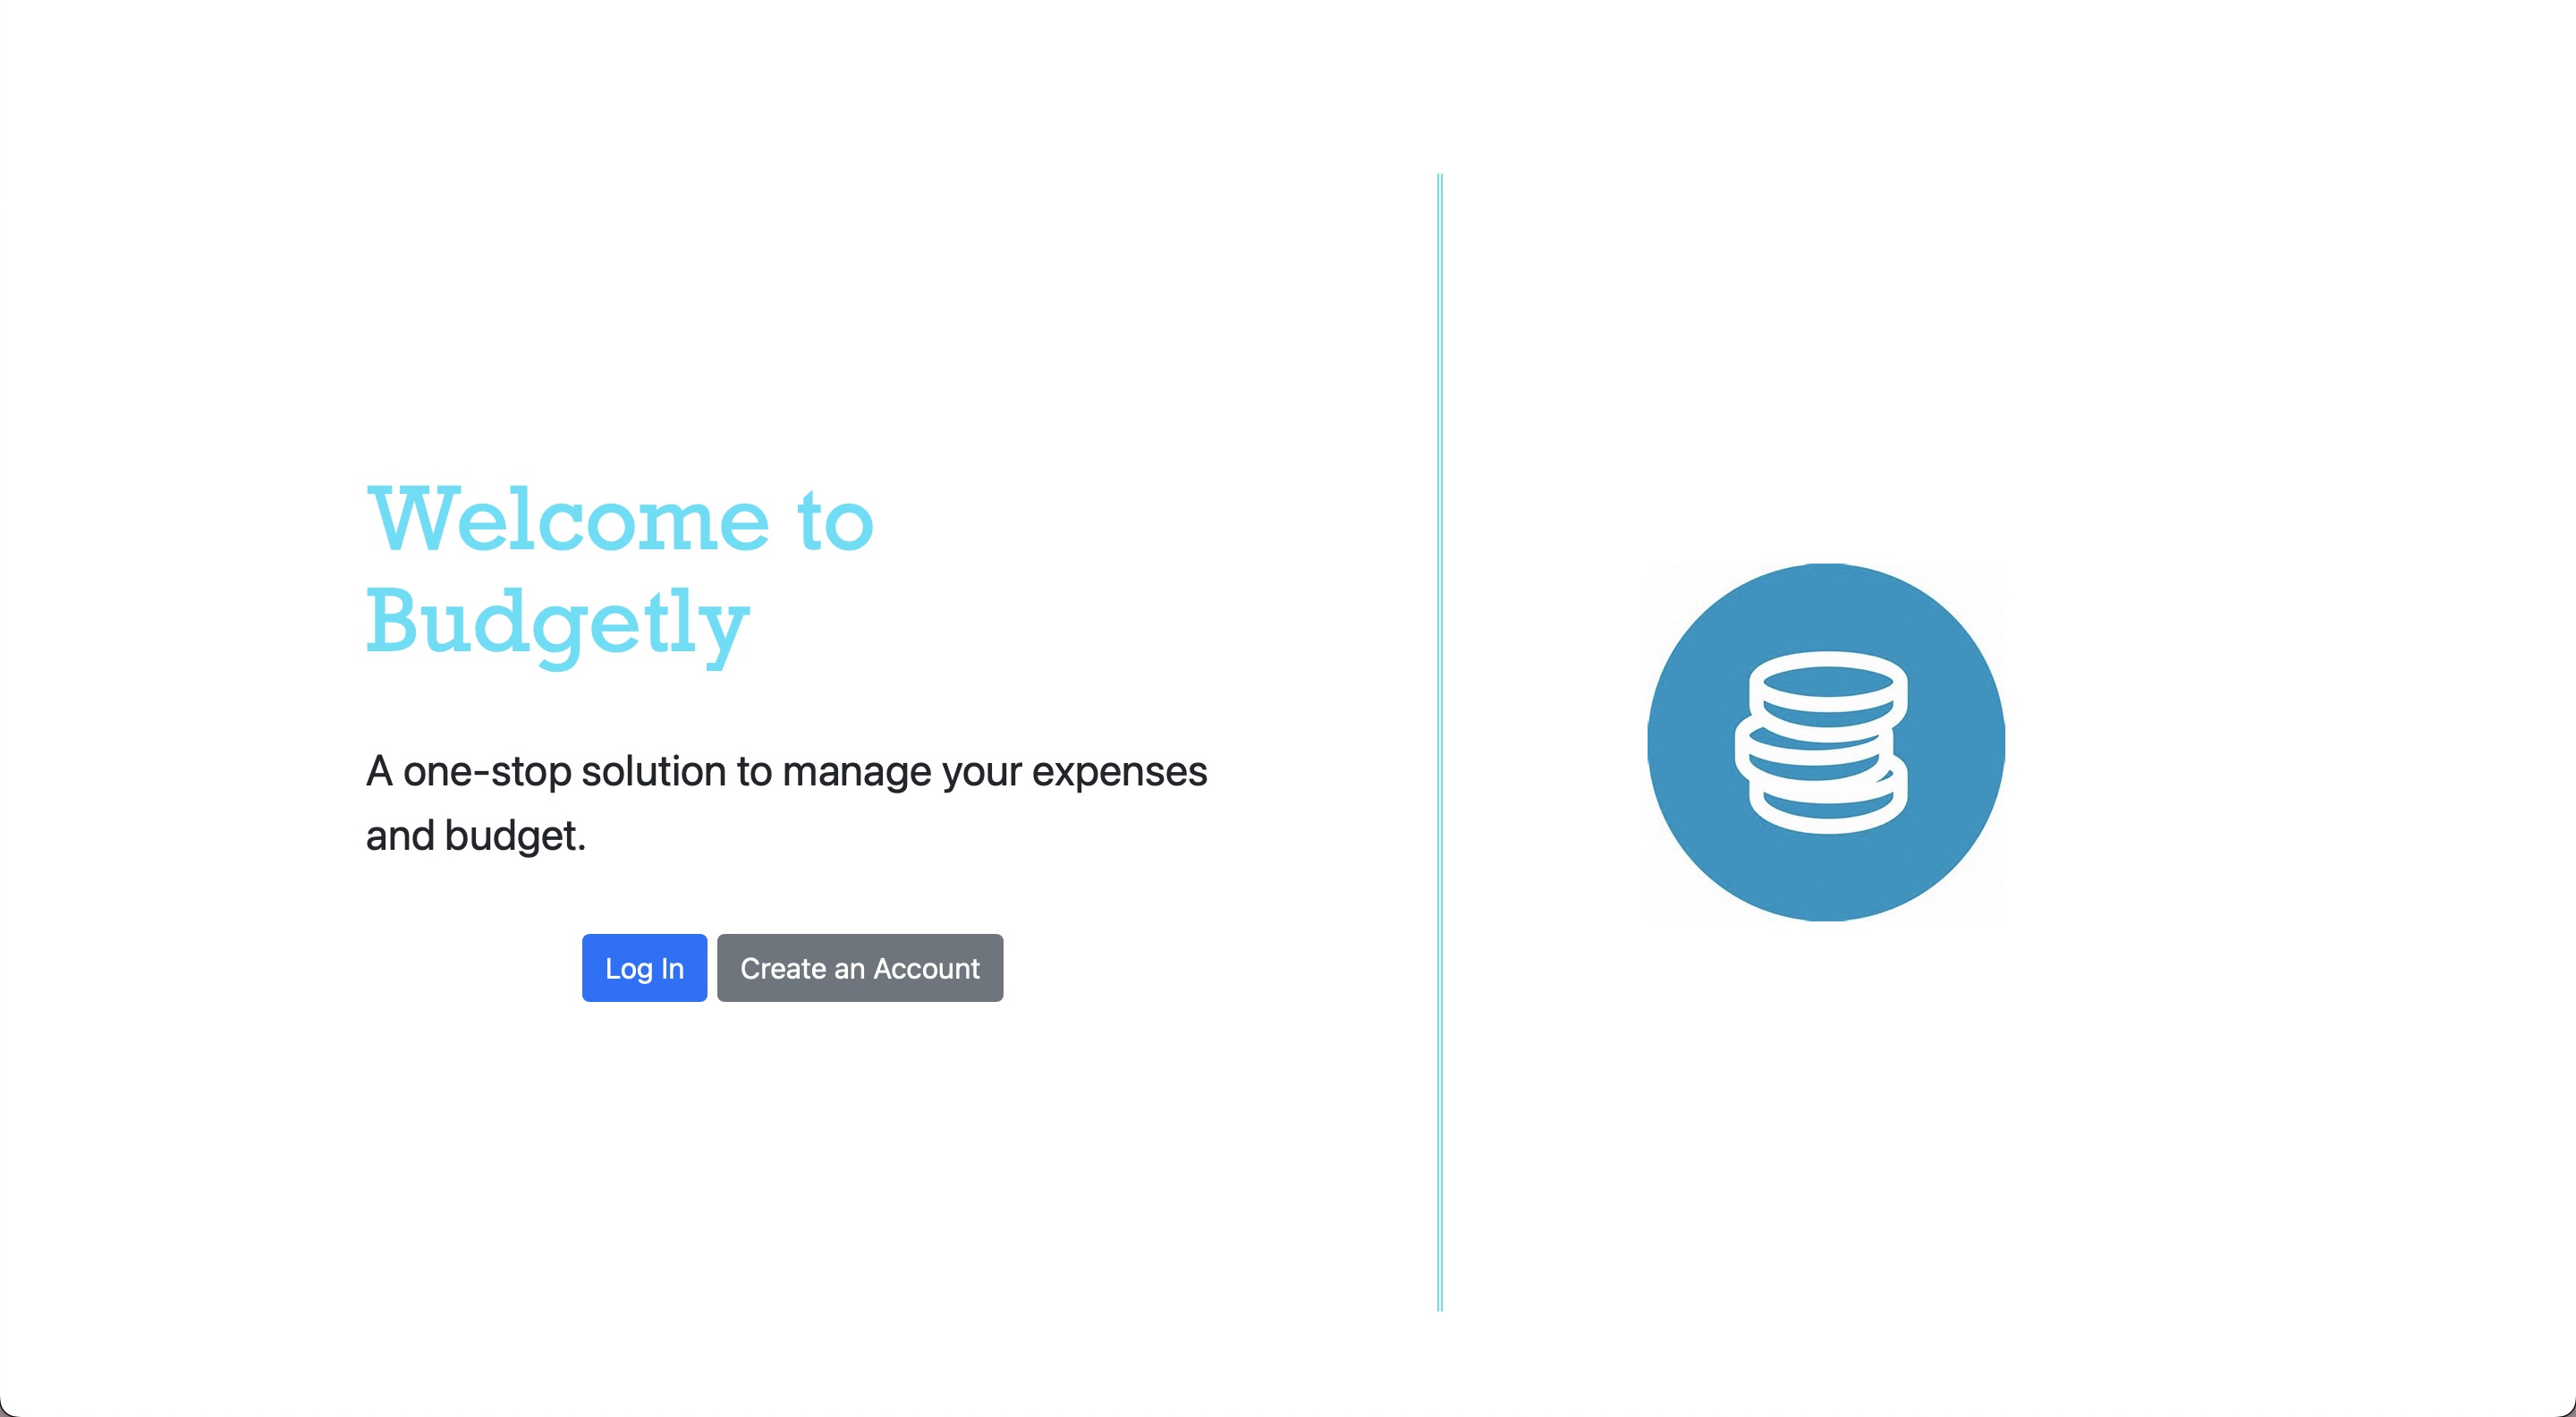 Welcome to
Budgetly
A one-stop solution to manage your expenses
and budget.
Log In
Create an Account